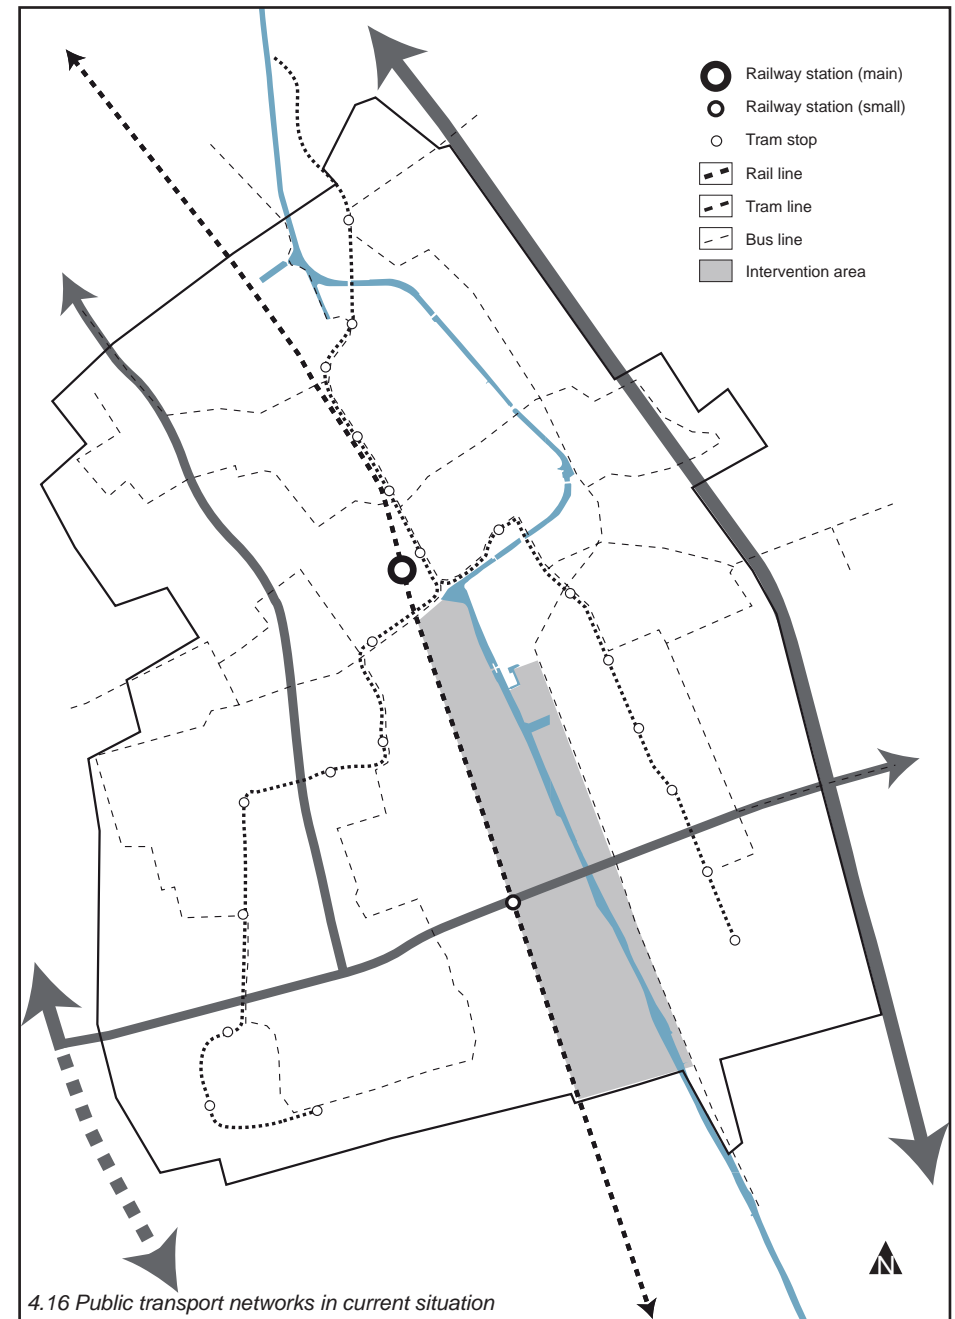 Railway station (main)
Railway station (small)
Tram stop
Rail line
Tram line
Bus line
Intervention area
N
4.16 Public transport networks in current situation